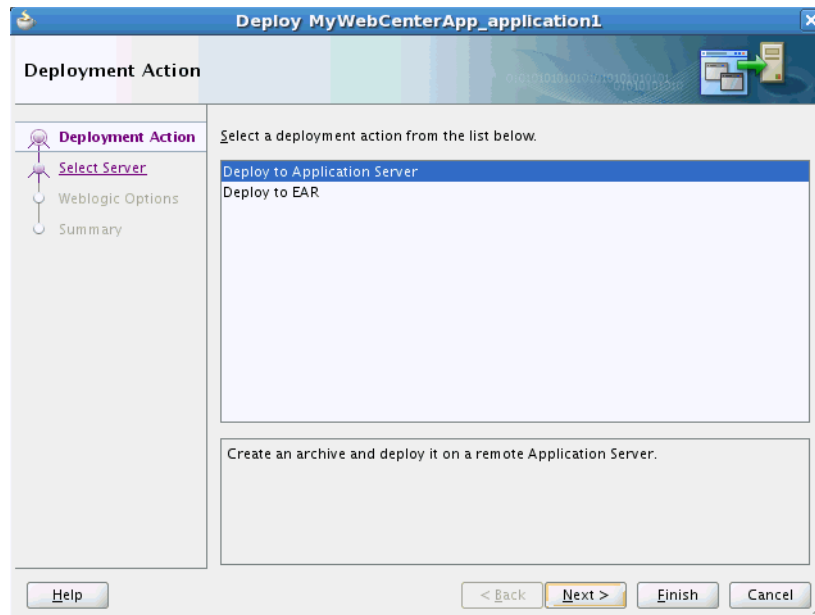 Deploy MyWebCenterApp_application1
Deployment Action
Deployment Action
Select Server
Weblogic Options
Summary
Select a deployment action from the list below.
Deploy to Application Server
Deploy to EAR
Create an archive and deploy it on a remote Application Server.
Help
< Back
Next >
Finish
Cancel